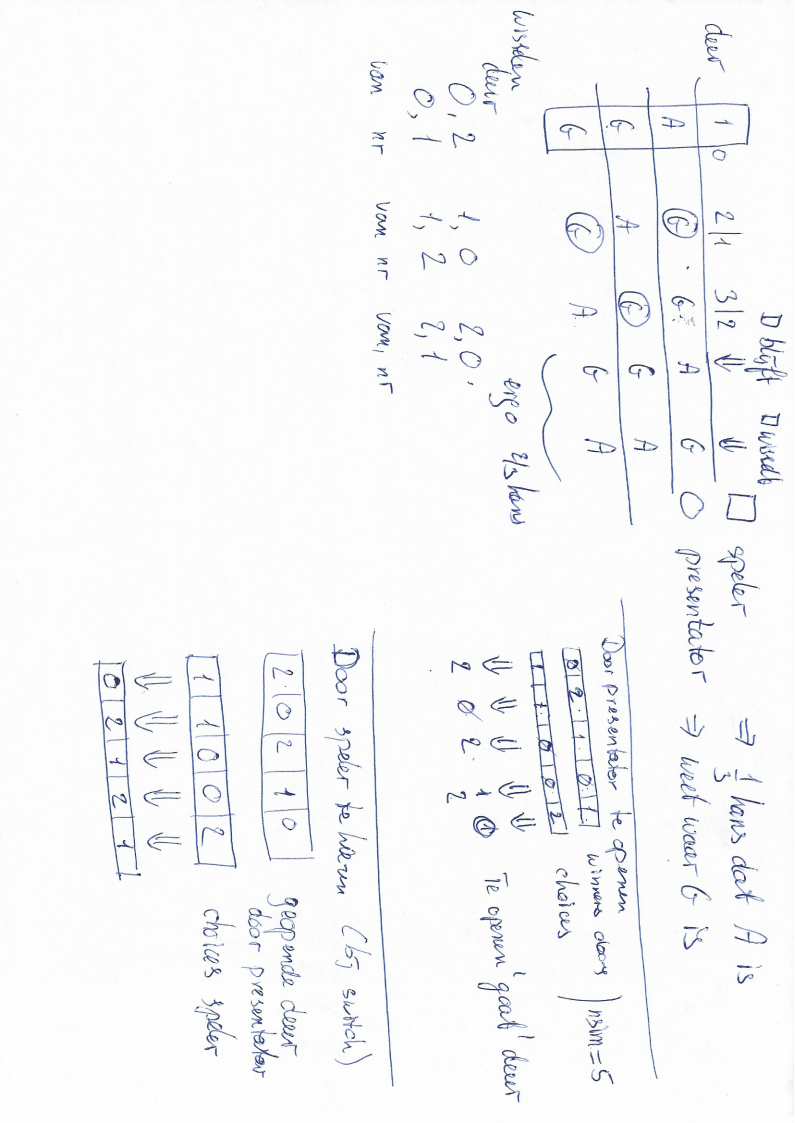 □ blijft □ wisselt
deur 1|0 2|1 3|2 ⇓ ⇓ □ speler ⇒ 1/3 kans dat A is
A G G A G ○ presentator ⇒ weet waar G is
G A G G A
G G A G A
ergo 2/3 kans
wisselen
deur
0,2 1,0 2,0
0,1 1,2 2,1
van nr van nr van, nr
Door presentator te openen
0 2 1 0 1 winners doors
1 1 0 0 2 choices
) nsim = 5
⇓ ⇓ ⇓ ⇓ ⇓
2 0 2 1 ① Te openen 'goat' deur
2
Door speler te kiezen (bij switch)
2 0 2 1 0 geopende deur
door presentator
1 1 0 0 2 choices speler
⇓ ⇓ ⇓ ⇓ ⇓
0 2 1 2 1